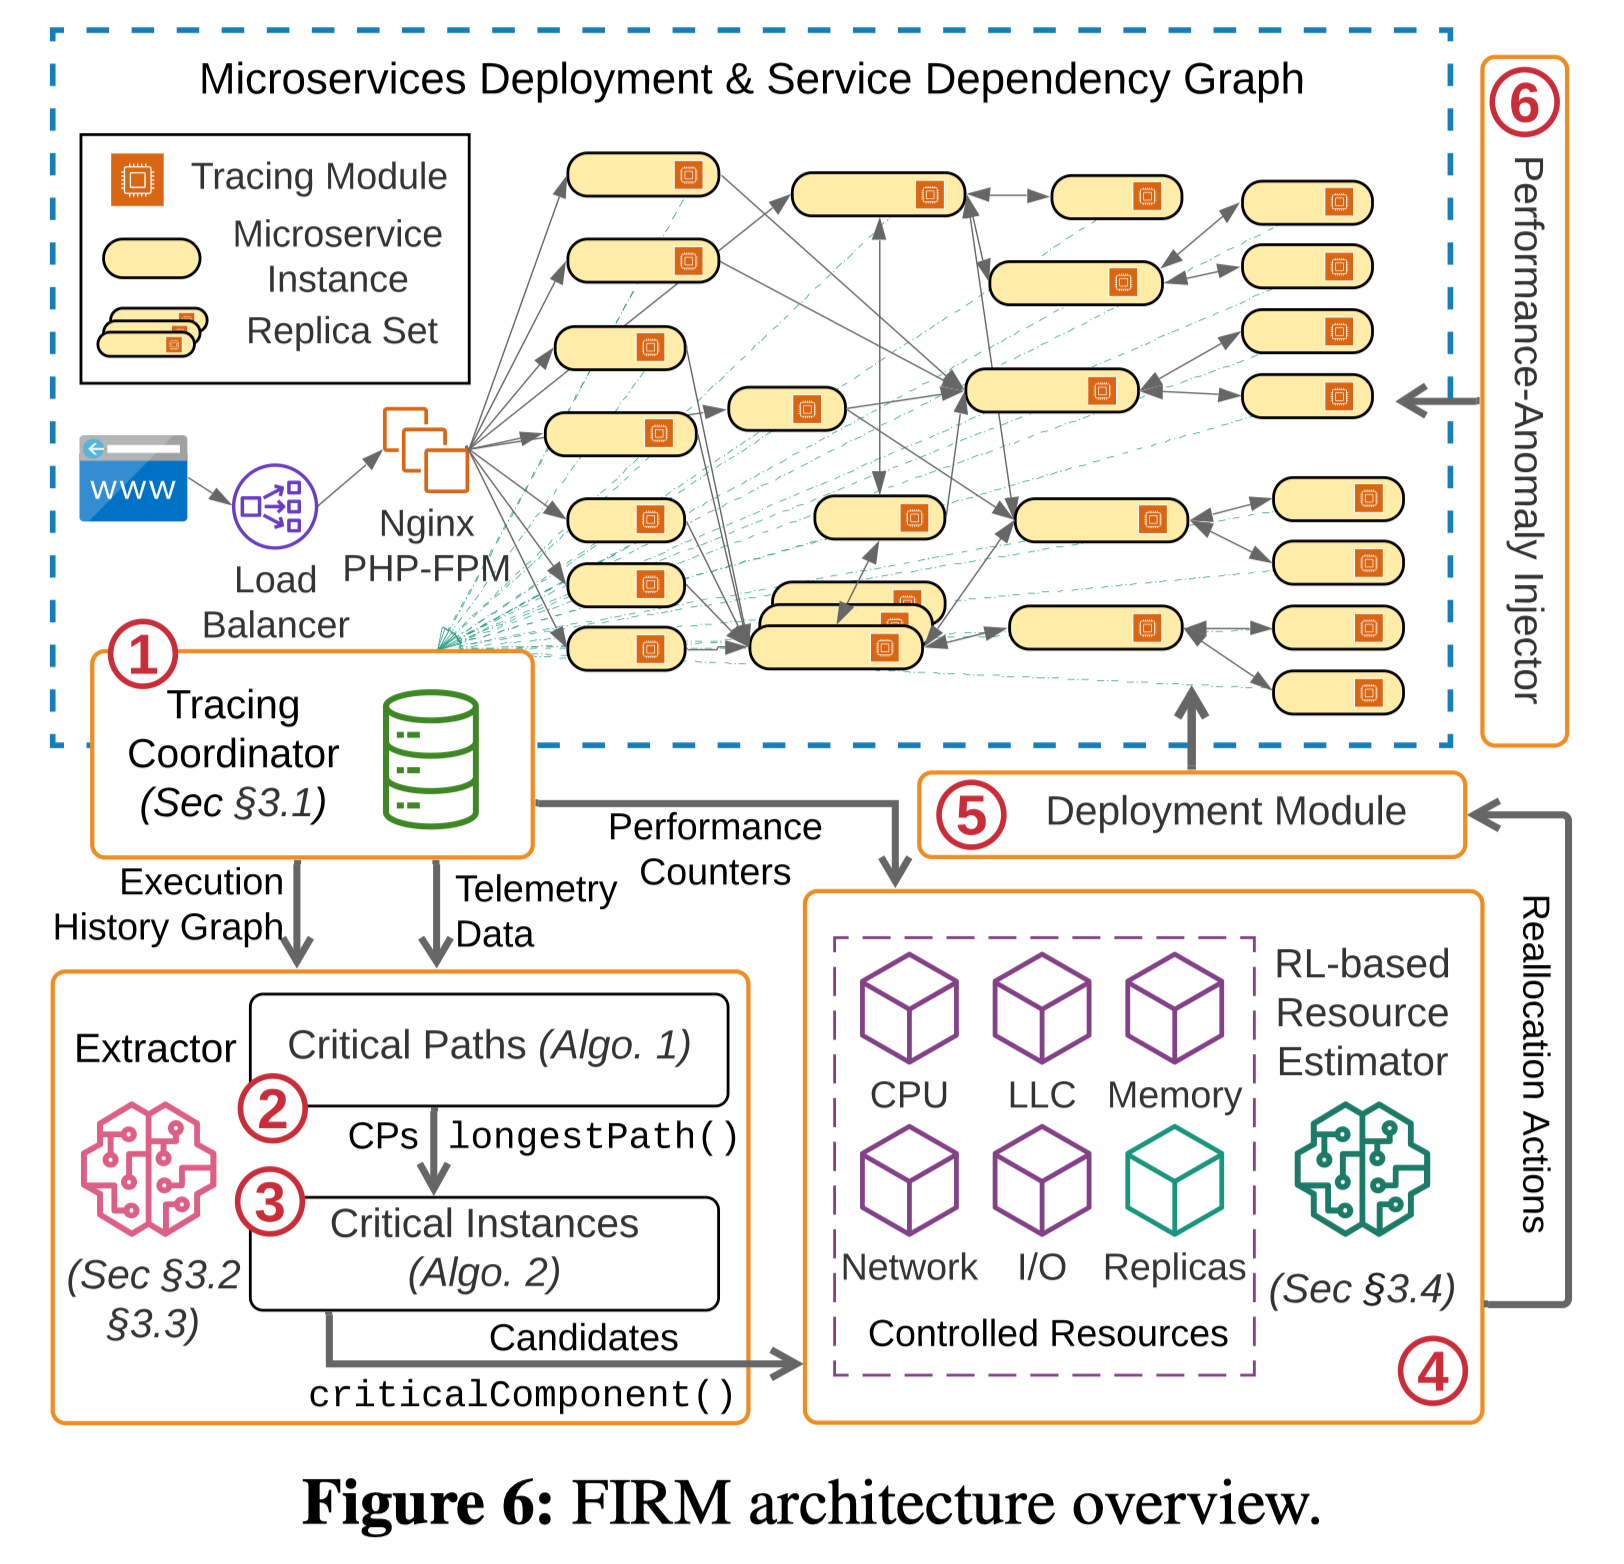 Microservices Deployment & Service Dependency Graph
Tracing Module
Microservice
Instance
Replica Set
www
Load
Balancer
Nginx
PHP-FPM
6
Performance-Anomaly Injector
1
Tracing
Coordinator
(Sec §3.1)
5
Deployment Module
Performance
Counters
Execution
History Graph
Telemetry
Data
Extractor
Critical Paths (Algo. 1)
2
CPs
longestPath()
3
Critical Instances
(Algo. 2)
(Sec §3.2
§3.3)
Candidates
criticalComponent()
CPU
LLC
Memory
Network
I/O
Replicas
Controlled Resources
RL-based
Resource
Estimator
(Sec §3.4)
4
Reallocation Actions
Figure 6: FIRM architecture overview.